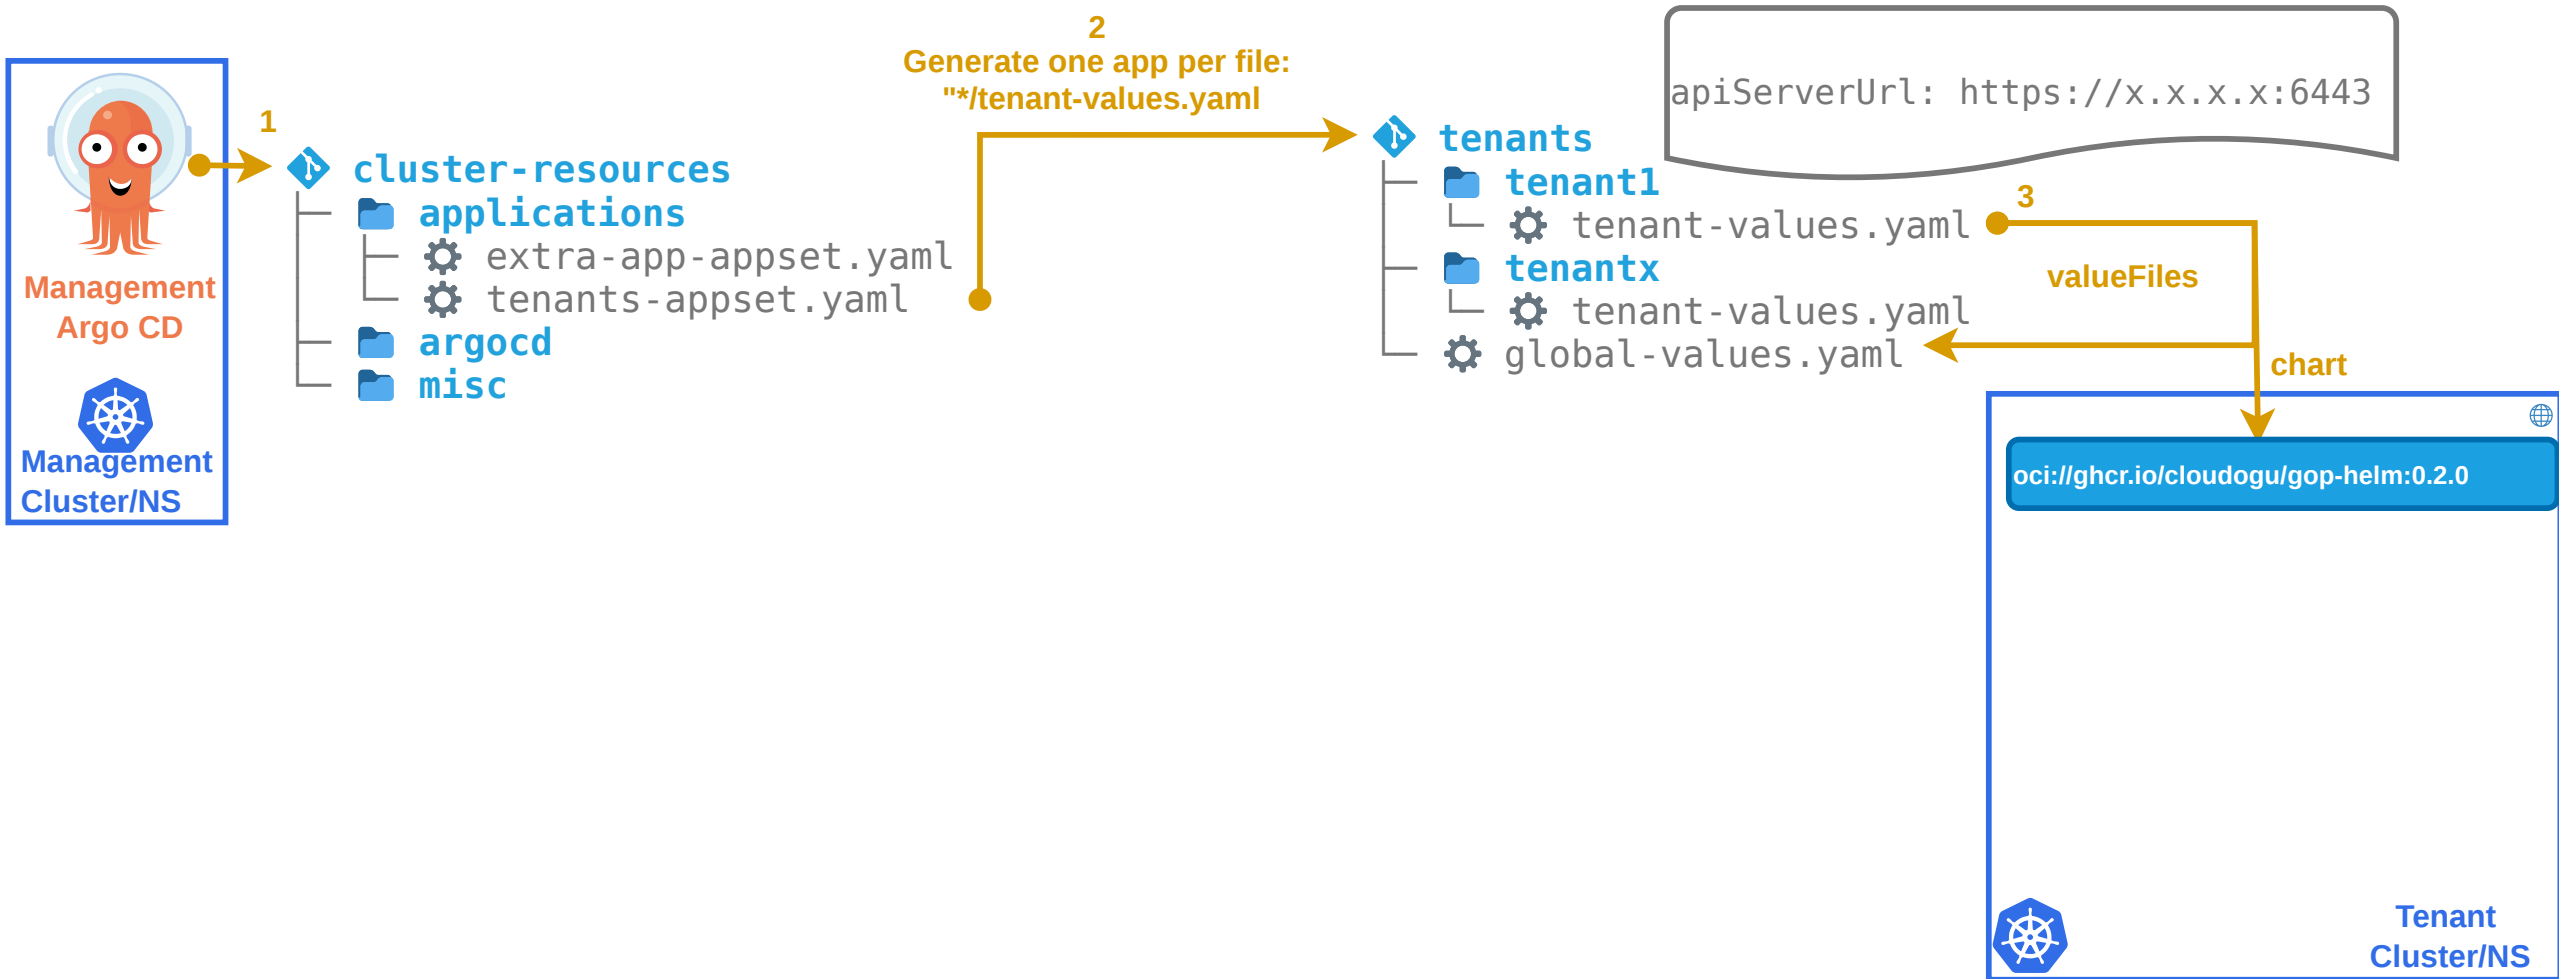 Management
Argo CD
Management
Cluster/NS
1
cluster-resources
applications
extra-app-appset.yaml
tenants-appset.yaml
argocd
misc
2
Generate one app per file:
"*/tenant-values.yaml
tenants
tenant1
tenant-values.yaml
tenantx
tenant-values.yaml
global-values.yaml
apiServerUrl: https://x.x.x.x:6443
3
valueFiles
chart
oci://ghcr.io/cloudogu/gop-helm:0.2.0
Tenant
Cluster/NS